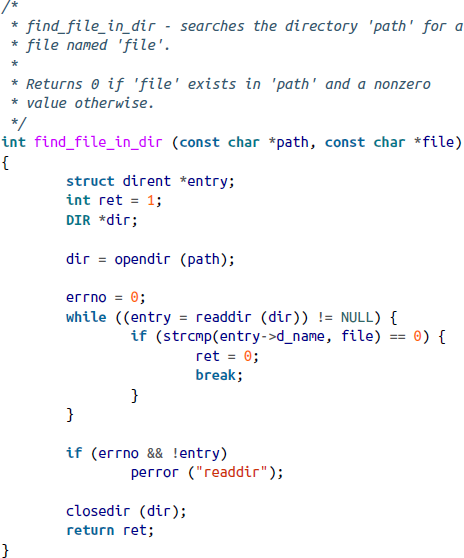 /*
 * find_file_in_dir - searches the directory 'path' for a
 * file named 'file'.
 *
 * Returns 0 if 'file' exists in 'path' and a nonzero
 * value otherwise.
 */
int find_file_in_dir (const char *path, const char *file)
{
        struct dirent *entry;
        int ret = 1;
        DIR *dir;

        dir = opendir (path);

        errno = 0;
        while ((entry = readdir (dir)) != NULL) {
                if (strcmp(entry->d_name, file) == 0) {
                        ret = 0;
                        break;
                }
        }

        if (errno && !entry)
                perror ("readdir");

        closedir (dir);
        return ret;
}